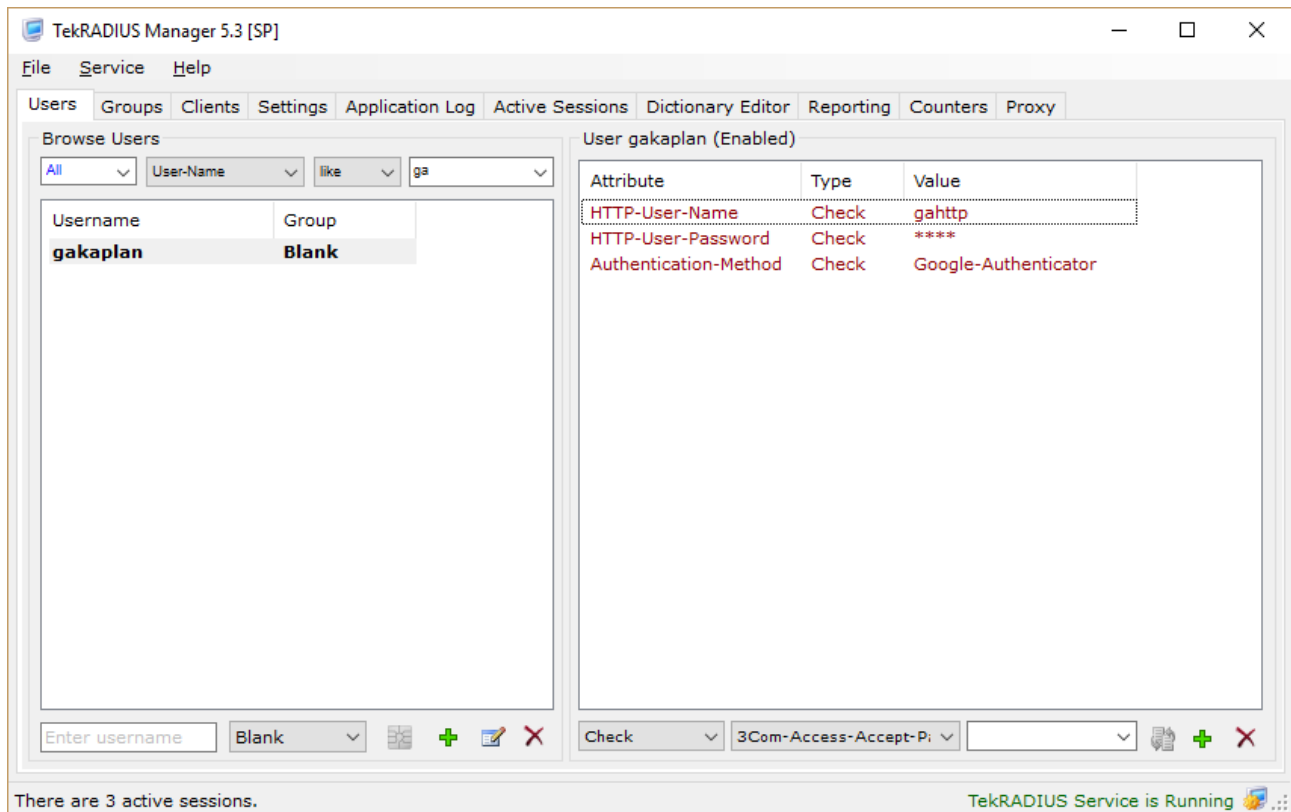 TekRADIUS Manager 5.3 [SP]
File Service Help
Users Groups Clients Settings Application Log Active Sessions Dictionary Editor Reporting Counters Proxy
Browse Users
All User-Name like ga
Username Group
gakaplan Blank
User gakaplan (Enabled)
Attribute Type Value
HTTP-User-Name Check gahttp
HTTP-User-Password Check ****
Authentication-Method Check Google-Authenticator
Enter username Blank
Check 3Com-Access-Accept-Pa
There are 3 active sessions.
TekRADIUS Service is Running